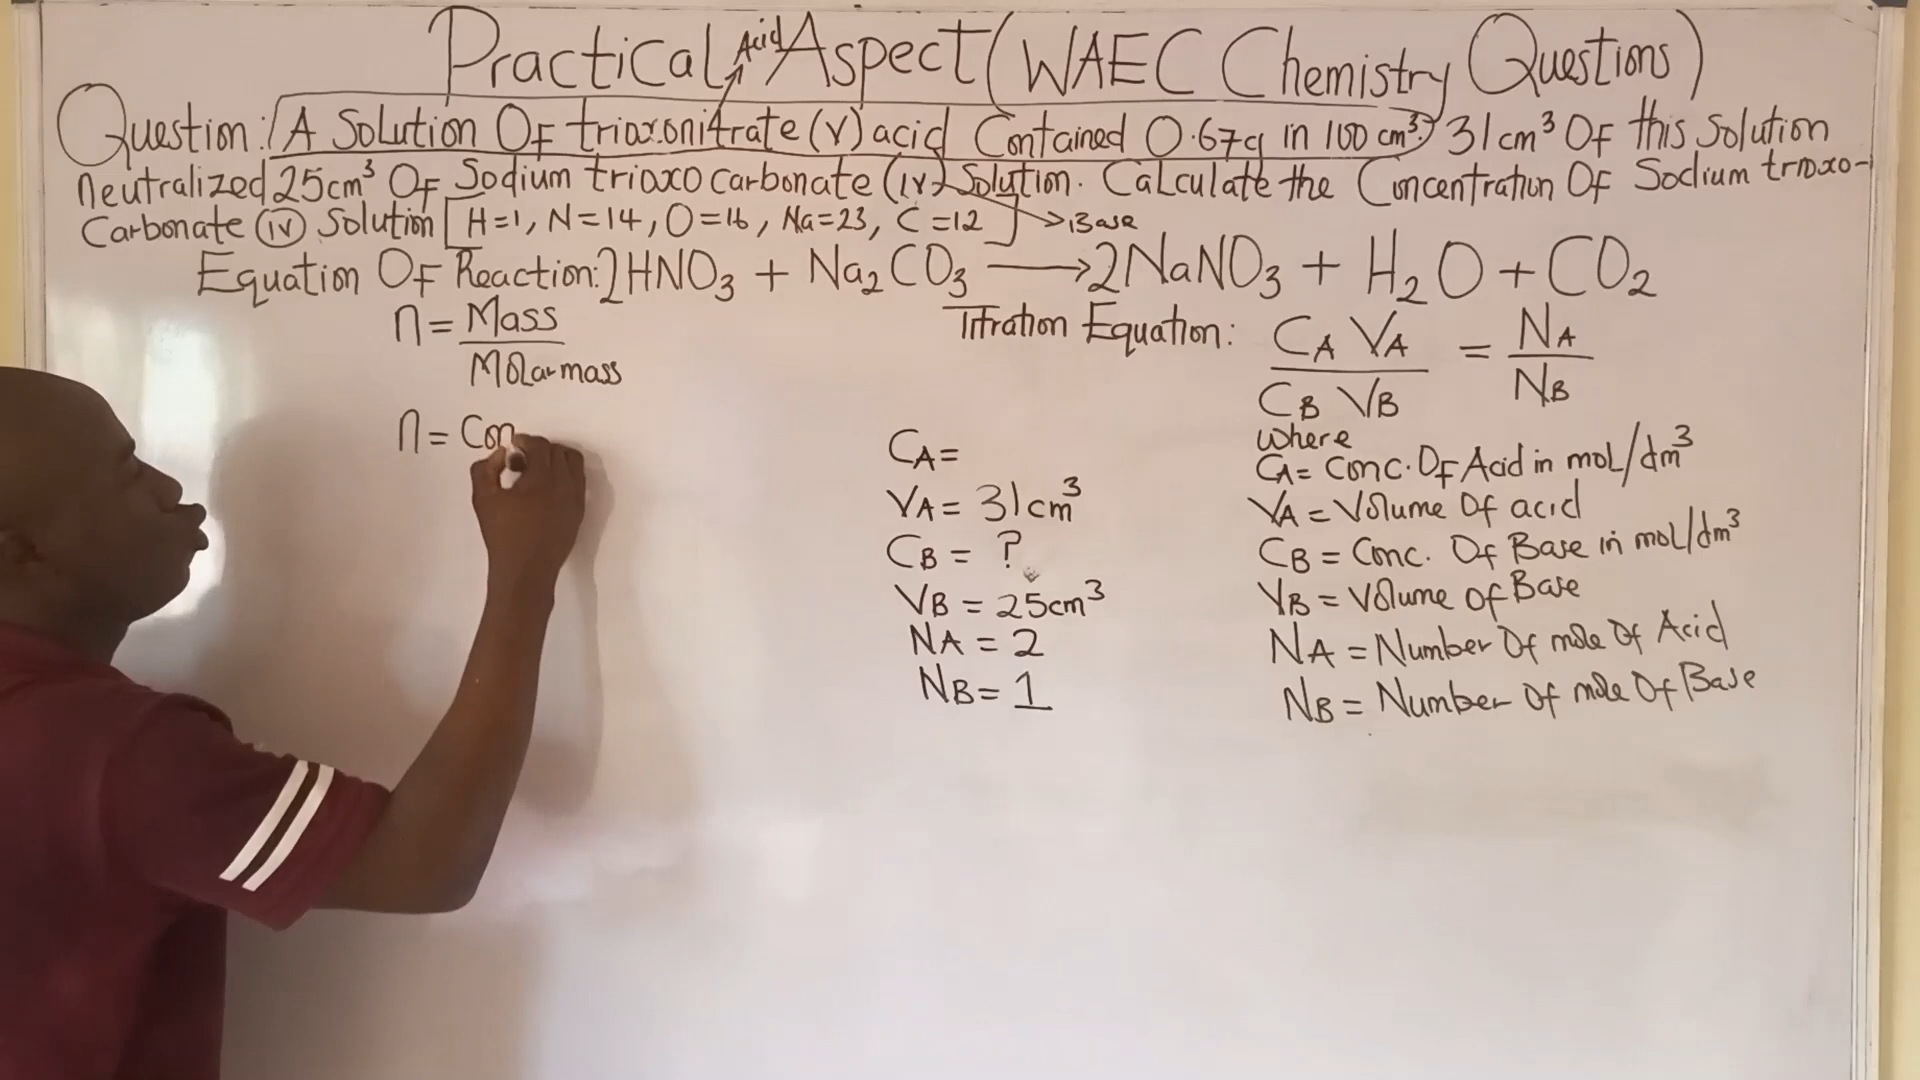 Practical Aspect (WAEC Chemistry Questions)
Acid
Question: A Solution Of trioxonitrate (V) acid Contained 0.67g in 100 cm³. 31cm³ Of this Solution
Neutralized 25cm³ Of Sodium trioxo carbonate (IV) Solution. Calculate the Concentration Of Sodium trioxo-
Carbonate (IV) Solution [H=1, N=14, O=16, Na=23, C=12]
Base
Equation Of Reaction: 2HNO₃ + Na₂CO₃ → 2NaNO₃ + H₂O + CO₂
n = Mass / Molar mass
Titration Equation: CA VA / CB VB = NA / NB
n = Con
CA=
VA = 31cm³
CB = ?
VB = 25cm³
NA = 2
NB = 1
where
CA = Conc. Of Acid in mol/dm³
VA = Volume Of acid
CB = Conc. Of Base in mol/dm³
VB = Volume of Base
NA = Number Of mole Of Acid
NB = Number Of mole Of Base